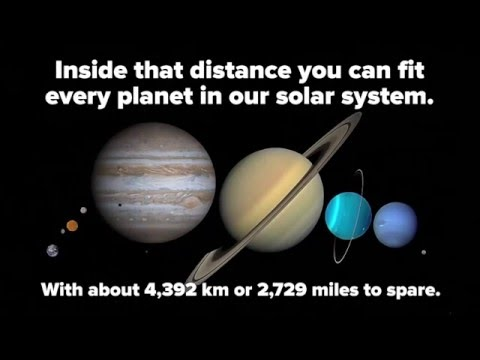 Inside that distance you can fit
every planet in our solar system.
With about 4,392 km or 2,729 miles to spare.